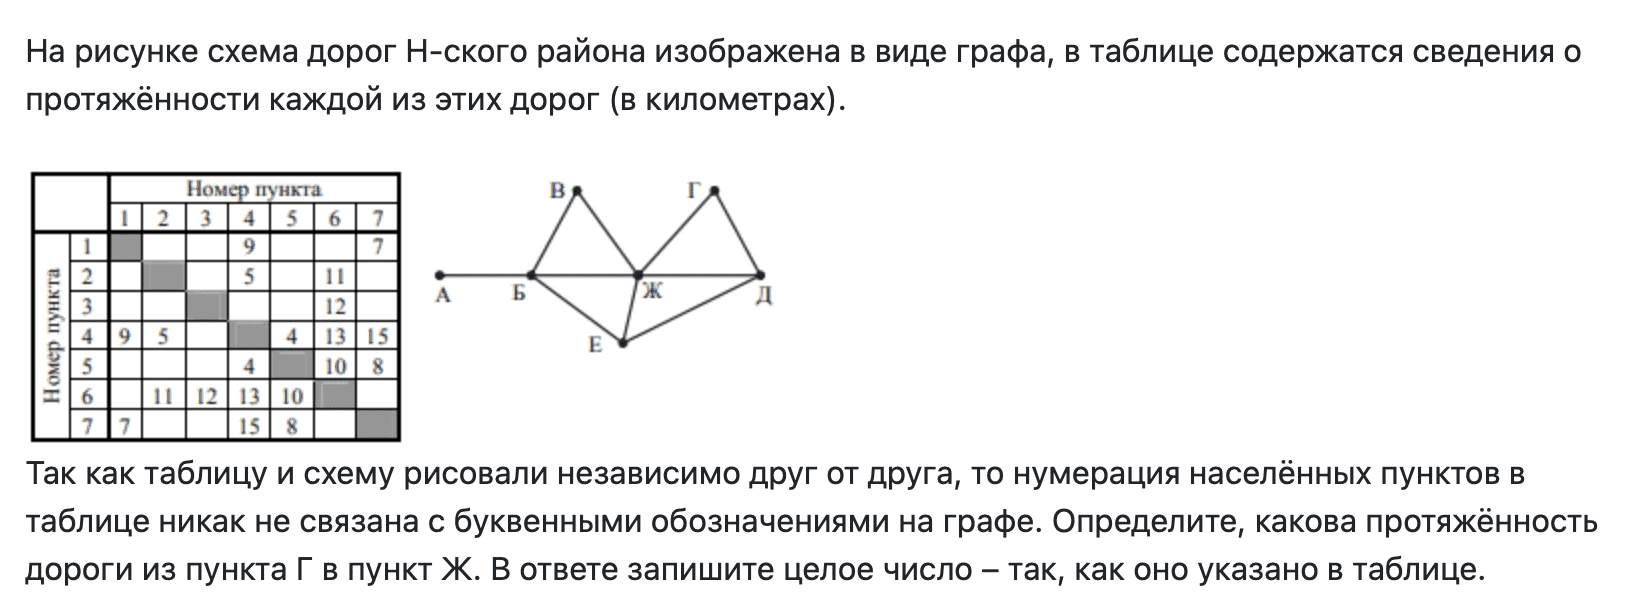 На рисунке схема дорог Н-ского района изображена в виде графа, в таблице содержатся сведения о
протяжённости каждой из этих дорог (в километрах).
Номер пункта
1 2 3 4 5 6 7
Номер пункта
1 9 7
2 5 11
3 12
4 9 5 4 13 15
5 4 10 8
6 11 12 13 10
7 7 15 8
В Г
А Б Ж Д
Е
Так как таблицу и схему рисовали независимо друг от друга, то нумерация населённых пунктов в
таблице никак не связана с буквенными обозначениями на графе. Определите, какова протяжённость
дороги из пункта Г в пункт Ж. В ответе запишите целое число – так, как оно указано в таблице.